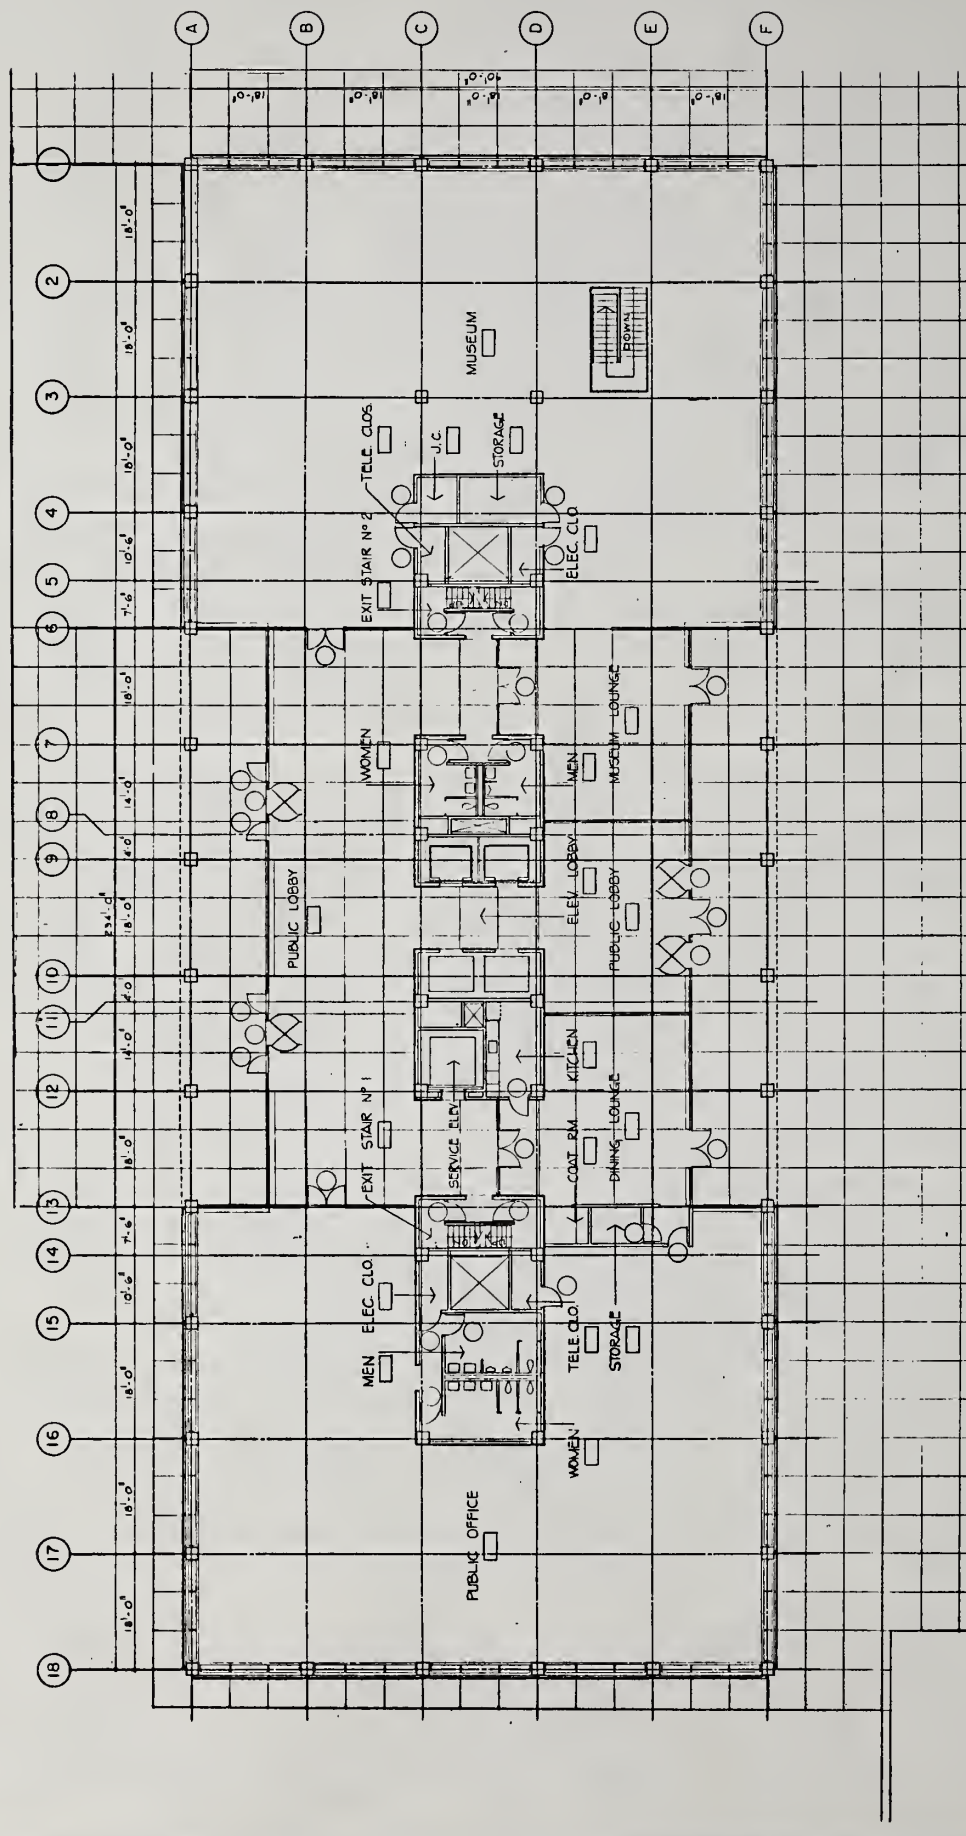 A
B
C
D
E
F
18'-0"
18'-0"
18'-0"
18'-0"
18'-0"
90'-0"
1
2
3
4
5
6
7
8
9
10
11
12
13
14
15
16
17
18
18'-0"
18'-0"
18'-0"
10'-6"
7'-6"
18'-0"
14'-0"
4'-0"
18'-0"
4'-0"
14'-0"
18'-0"
7'-6"
10'-6"
18'-0"
18'-0"
18'-0"
234'-0"
MUSEUM
DOWN
TELE. CLOS.
J.C.
STORAGE
EXIT STAIR Nº 2
ELEC. CLO.
WOMEN
MEN
MUSEUM LOUNGE
PUBLIC LOBBY
ELEV. LOBBY
PUBLIC LOBBY
KITCHEN
EXIT STAIR Nº 1
SERVICE ELEV.
COAT RM.
DINING LOUNGE
ELEC. CLO.
MEN
TELE. CLO.
STORAGE
WOMEN
PUBLIC OFFICE